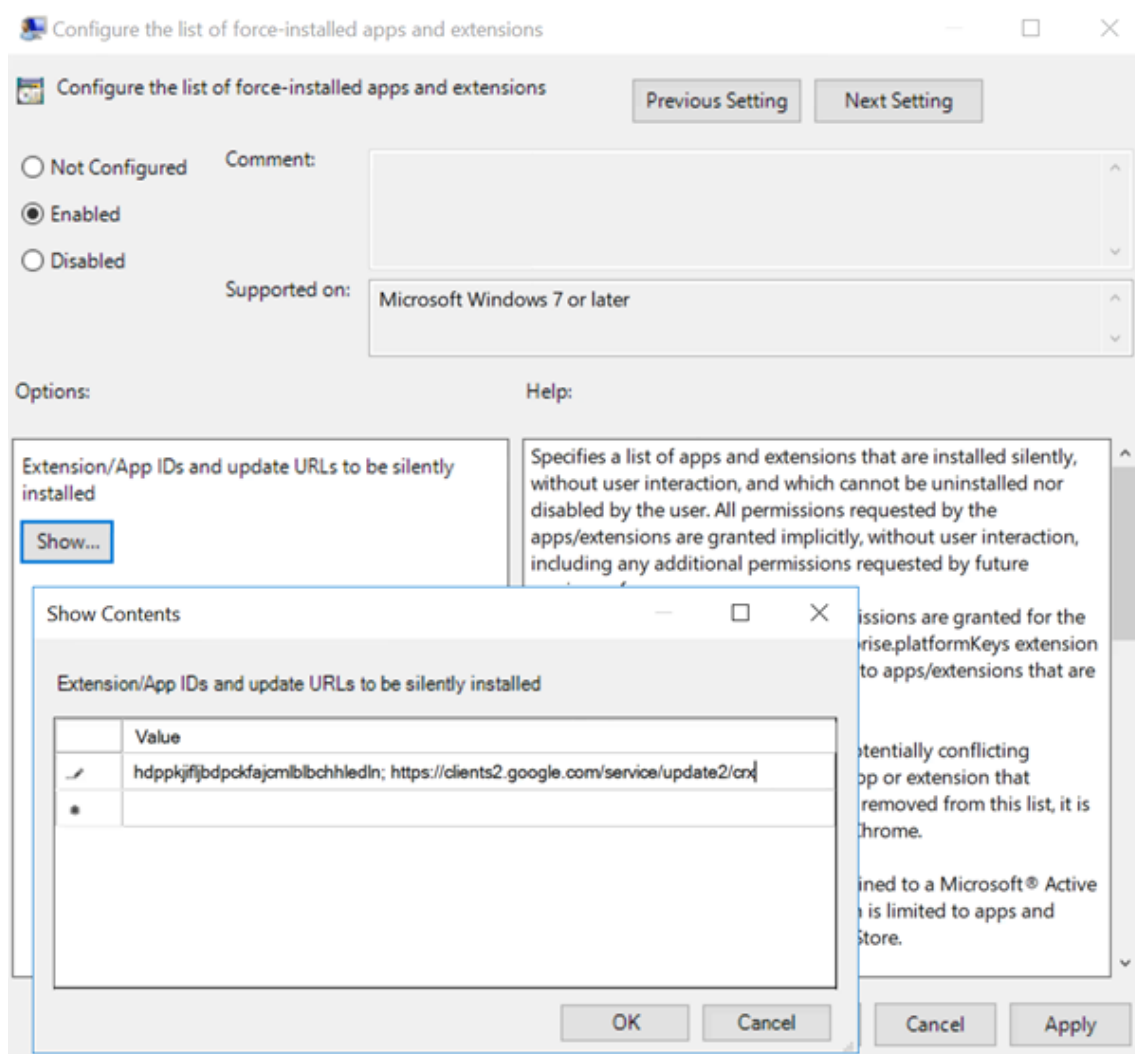 Configure the list of force-installed apps and extensions
Configure the list of force-installed apps and extensions
Previous Setting
Next Setting
Not Configured
Comment:
Enabled
Disabled
Supported on:
Microsoft Windows 7 or later
Options:
Help:
Extension/App IDs and update URLs to be silently
installed
Show...
Specifies a list of apps and extensions that are installed silently,
without user interaction, and which cannot be uninstalled nor
disabled by the user. All permissions requested by the
apps/extensions are granted implicitly, without user interaction,
including any additional permissions requested by future
issions are granted for the
rise.platformKeys extension
to apps/extensions that are
otentially conflicting
pp or extension that
removed from this list, it is
Chrome.
ined to a Microsoft® Active
is limited to apps and
Store.
Show Contents
Extension/App IDs and update URLs to be silently installed
Value
hdppkjifljbdpckfajcmlblbchhledln; https://clients2.google.com/service/update2/crx
OK
Cancel
Cancel
Apply